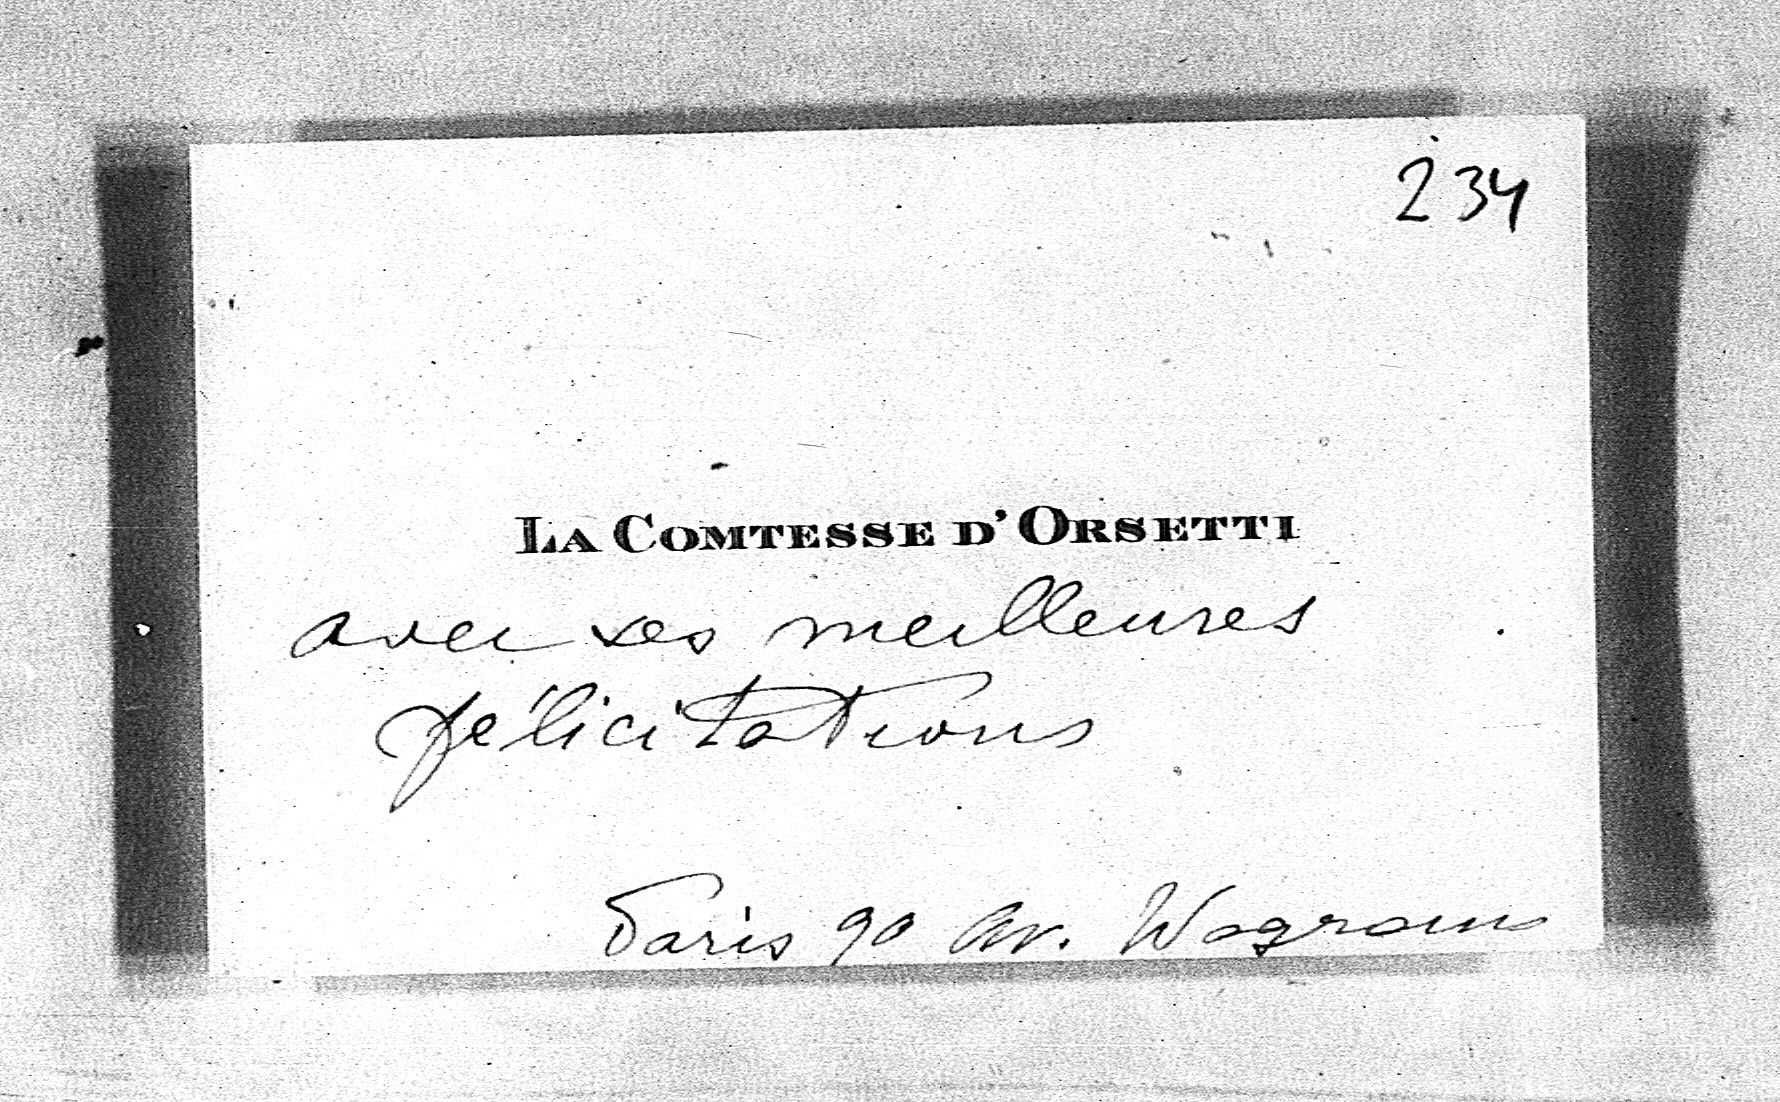 234
La Comtesse d'Orsetti
avec ses meilleures
félicitations
Paris 90 Av. Wagram